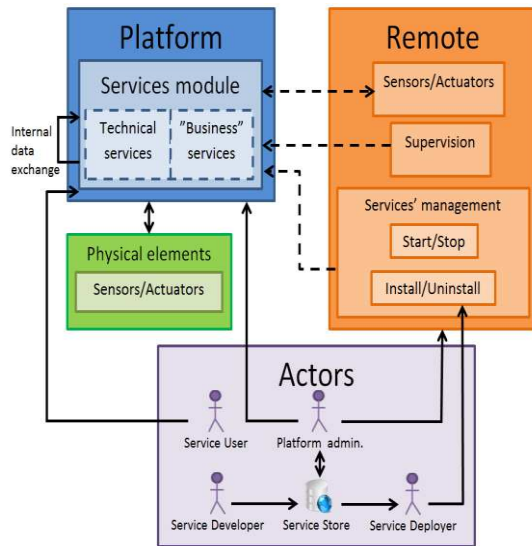 Platform
Services module
Technical
services
"Business"
services
Internal
data
exchange
Physical elements
Sensors/Actuators
Remote
Sensors/Actuators
Supervision
Services' management
Start/Stop
Install/Uninstall
Actors
Service User
Platform admin.
Service Developer
Service Store
Service Deployer